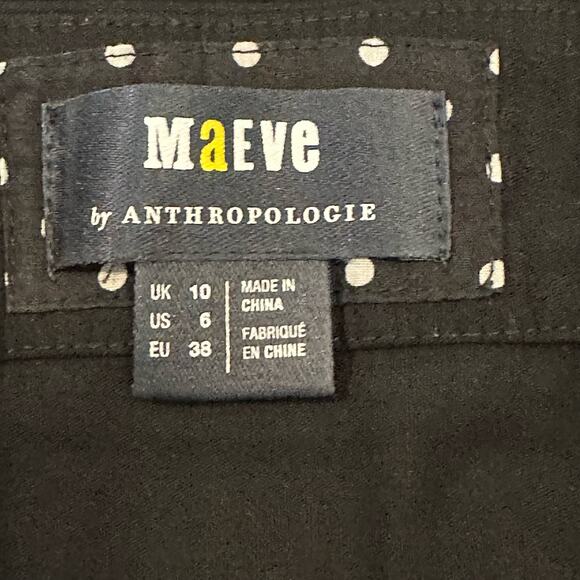 MaEVe
by ANTHROPOLOGIE
UK 10
US 6
EU 38
MADE IN
CHINA
FABRIQUÉ
EN CHINE